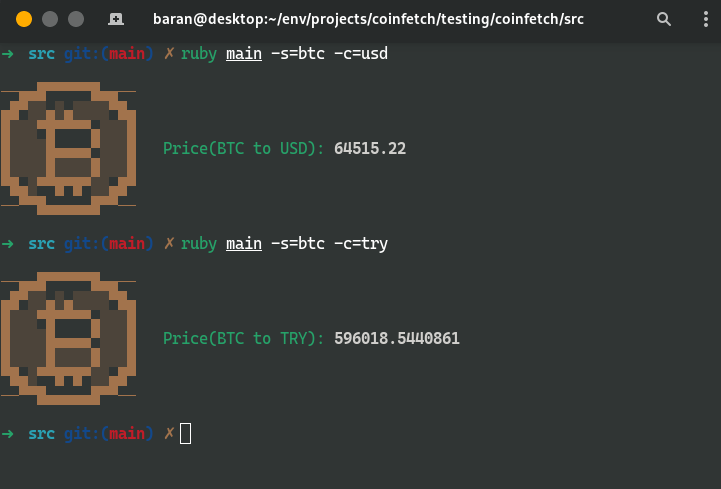 baran@desktop:~/env/projects/coinfetch/testing/coinfetch/src
→ src git:(main) ✗ ruby main -s=btc -c=usd
Price(BTC to USD): 64515.22
→ src git:(main) ✗ ruby main -s=btc -c=try
Price(BTC to TRY): 596018.5440861
→ src git:(main) ✗